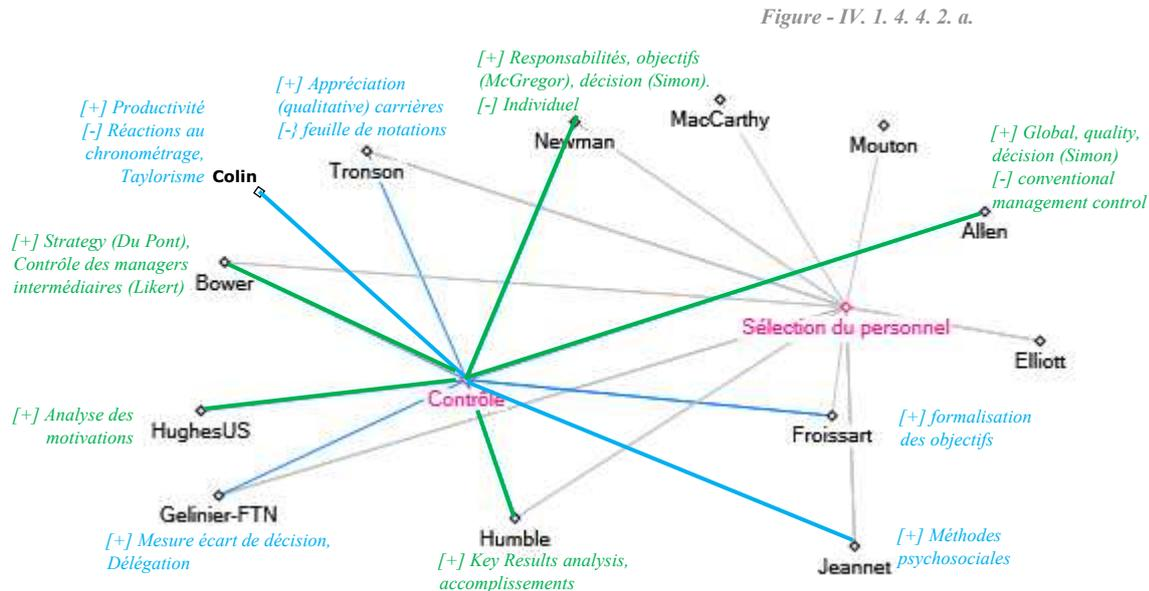 Figure - IV. 1. 4. 4. 2. a.
[+] Responsabilités, objectifs
(McGregor), décision (Simon).
[-] Individuel
Newman
[+] Appréciation
(qualitative) carrières
[-} feuille de notations
Tronson
[+] Productivité
[-] Réactions au
chronométrage,
Taylorisme
Colin
MacCarthy
Mouton
[+] Global, quality,
décision (Simon)
[-] conventional
management control
Allen
[+] Strategy (Du Pont),
Contrôle des managers
intermédiaires (Likert)
Bower
Sélection du personnel
Elliott
Contrôle
[+] Analyse des
motivations
HughesUS
Froissart
[+] formalisation
des objectifs
Gelinier-FTN
[+] Mesure écart de décision,
Délégation
Humble
[+] Key Results analysis,
accomplissements
Jeannet
[+] Méthodes
psychosociales